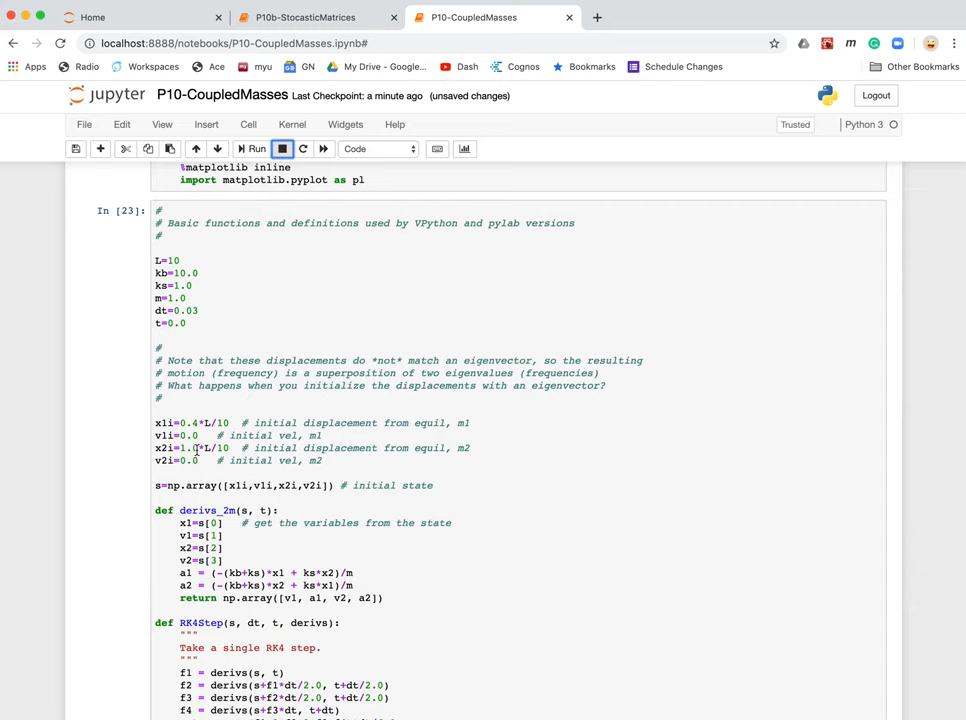 Home
P10b-StocasticMatrices
P10-CoupledMasses
localhost:8888/notebooks/P10-CoupledMasses.ipynb#
Apps Radio Workspaces Ace myu GN My Drive - Google... Dash Cognos Bookmarks Schedule Changes Other Bookmarks
jupyter P10-CoupledMasses Last Checkpoint: a minute ago (unsaved changes) Logout
File Edit View Insert Cell Kernel Widgets Help Trusted Python 3
Run Code
%matplotlib inline
import matplotlib.pyplot as pl
In [23]:
#
# Basic functions and definitions used by VPython and pylab versions
#
L=10
kb=10.0
ks=1.0
m=1.0
dt=0.03
t=0.0
#
# Note that these displacements do *not* match an eigenvector, so the resulting
# motion (frequency) is a superposition of two eigenvalues (frequencies)
# What happens when you initialize the displacements with an eigenvector?
#
x1i=0.4*L/10 # initial displacement from equil, m1
v1i=0.0 # initial vel, m1
x2i=1.0*L/10 # initial displacement from equil, m2
v2i=0.0 # initial vel, m2
s=np.array([x1i,v1i,x2i,v2i]) # initial state
def derivs_2m(s, t):
x1=s[0] # get the variables from the state
v1=s[1]
x2=s[2]
v2=s[3]
a1 = (-(kb+ks)*x1 + ks*x2)/m
a2 = (-(kb+ks)*x2 + ks*x1)/m
return np.array([v1, a1, v2, a2])
def RK4Step(s, dt, t, derivs):
"""
Take a single RK4 step.
"""
f1 = derivs(s, t)
f2 = derivs(s+f1*dt/2.0, t+dt/2.0)
f3 = derivs(s+f2*dt/2.0, t+dt/2.0)
f4 = derivs(s+f3*dt, t+dt)